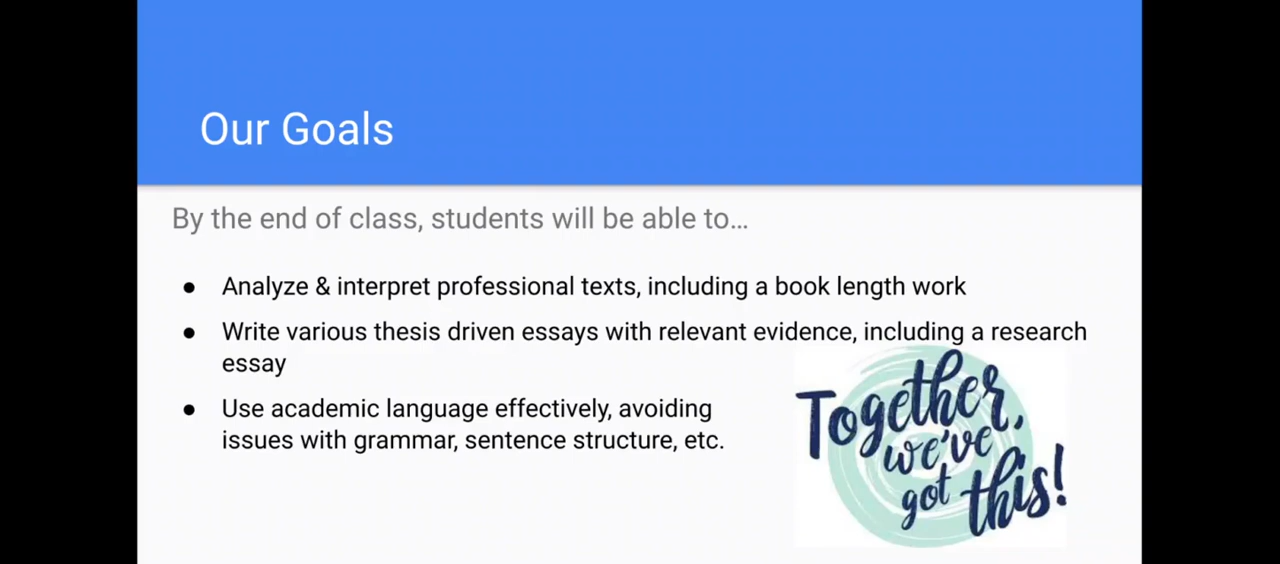 Our Goals
By the end of class, students will be able to…
● Analyze & interpret professional texts, including a book length work
● Write various thesis driven essays with relevant evidence, including a research
essay
● Use academic language effectively, avoiding
issues with grammar, sentence structure, etc.
Together,
we've
got this!